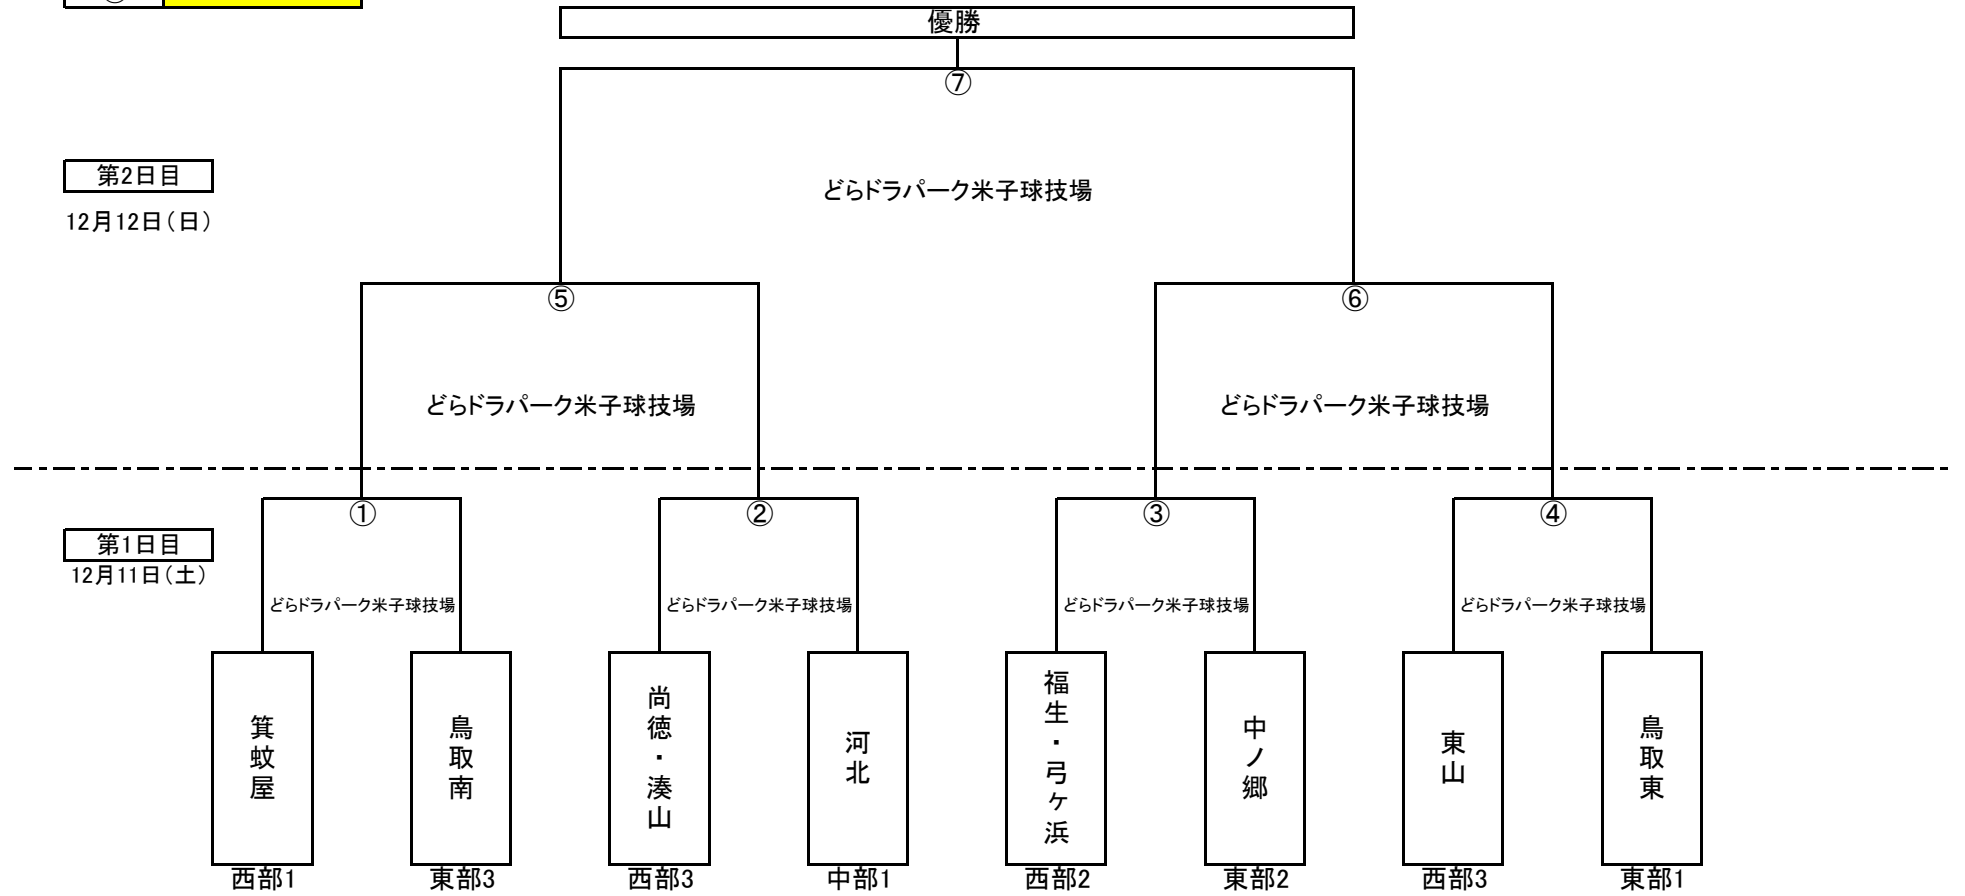 優勝
⑦
第2日目
どらドラパーク米子球技場
12月12日(日)
⑤
⑥
どらドラパーク米子球技場
どらドラパーク米子球技場
①
②
③
④
第1日目
12月11日(土)
どらドラパーク米子球技場
どらドラパーク米子球技場
どらドラパーク米子球技場
どらドラパーク米子球技場
箕蚊屋
鳥取南
尚徳・湊山
河北
福生・弓ヶ浜
中ノ郷
東山
鳥取東
西部1
東部3
西部3
中部1
西部2
東部2
西部3
東部1